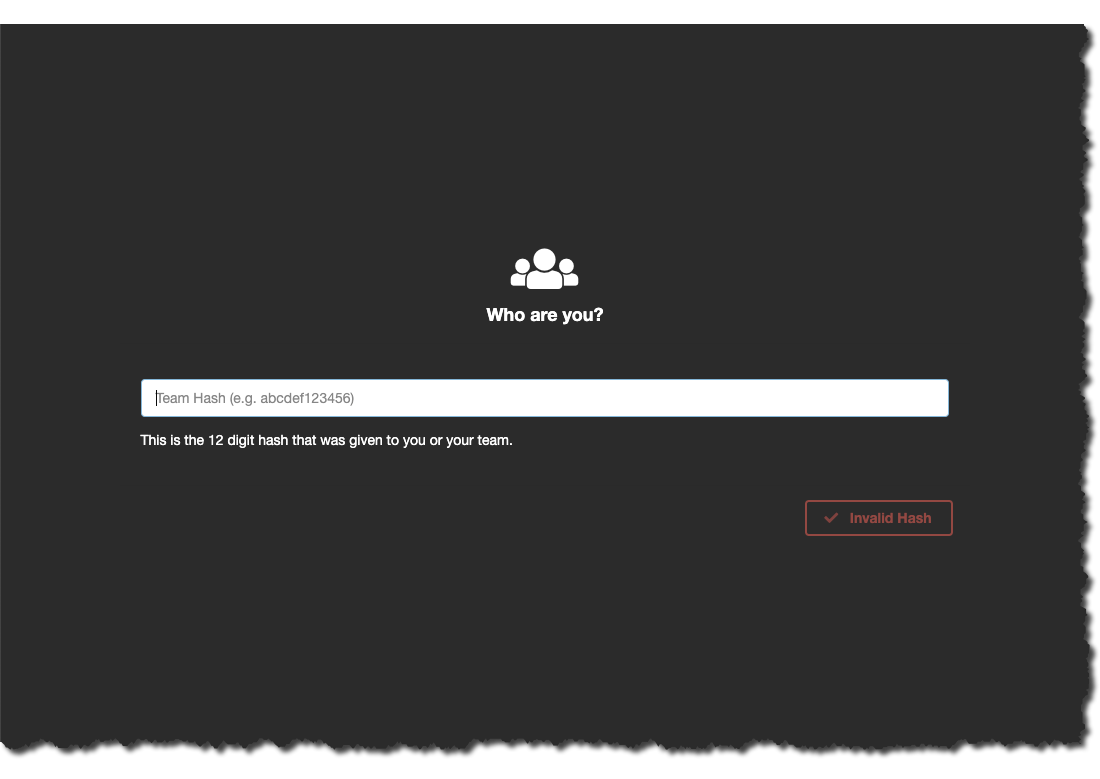 Who are you?
Team Hash (e.g. abcdef123456)
This is the 12 digit hash that was given to you or your team.
Invalid Hash